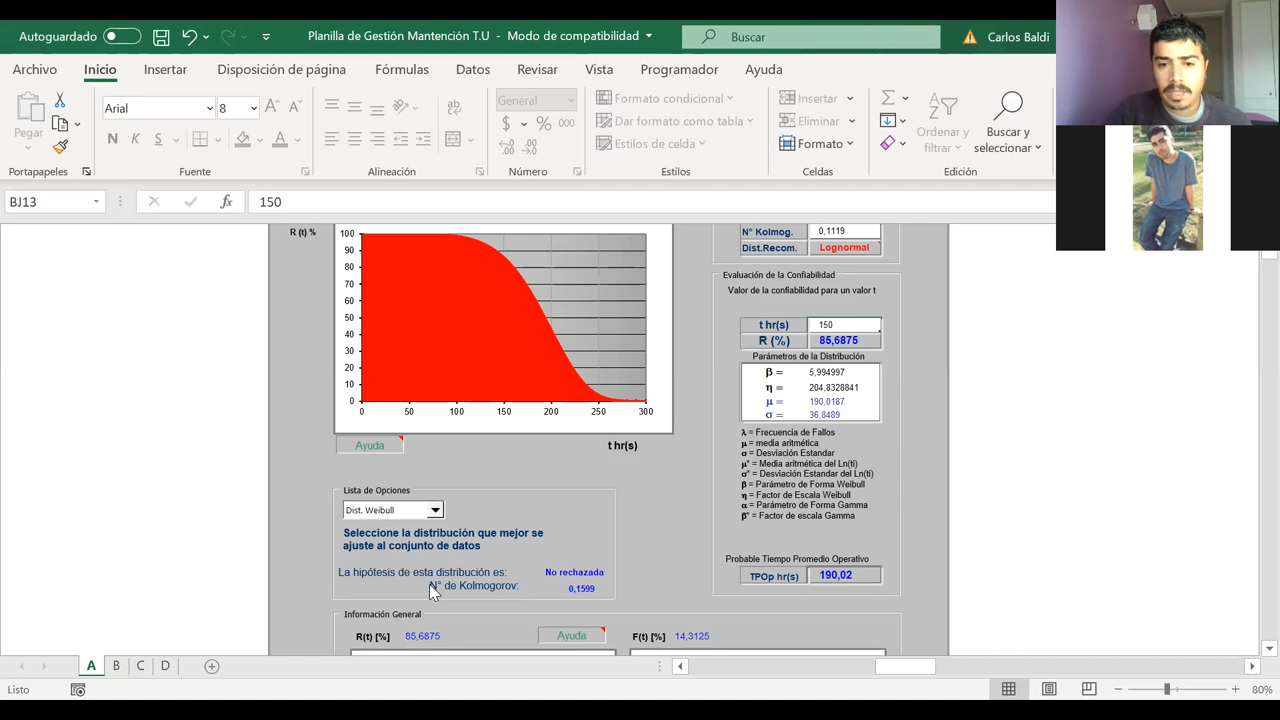 Autoguardado
Planilla de Gestión Mantención T.U - Modo de compatibilidad
Buscar
Carlos Baldi
Archivo Inicio Insertar Disposición de página Fórmulas Datos Revisar Vista Programador Ayuda
Pegar
Arial 8
N K S
A
General
$ % 000
Formato condicional
Dar formato como tabla
Estilos de celda
Insertar
Eliminar
Formato
Ordenar y filtrar
Buscar y seleccionar
Portapapeles Fuente Alineación Número Estilos Celdas Edición
BJ13 fx 150
R (t) %
100
90
80
70
60
50
40
30
20
10
0
0 50 100 150 200 250 300
Ayuda t hr(s)
Lista de Opciones
Dist. Weibull
Seleccione la distribución que mejor se
ajuste al conjunto de datos
La hipótesis de esta distribución es: No rechazada
N° de Kolmogorov: 0,1599
Información General
R(t) [%] 85,6875 Ayuda F(t) [%] 14,3125
N° Kolmog. 0,1119
Dist.Recom. Lognormal
Evaluación de la Confiabilidad
Valor de la confiabilidad para un valor t
t hr(s) 150
R (%) 85,6875
Parámetros de la Distribución
β = 5,994997
η = 204,8328841
μ = 190,0187
σ = 36,8489
λ = Frecuencia de Fallos
μ = media aritmética
σ = Desviación Estandar
μ* = Media aritmética del Ln(ti)
σ* = Desviación Estandar del Ln(ti)
β = Parámetro de Forma Weibull
η = Factor de Escala Weibull
α = Parámetro de Forma Gamma
β* = Factor de escala Gamma
Probable Tiempo Promedio Operativo
TPOp hr(s) 190,02
A B C D
Listo
80%